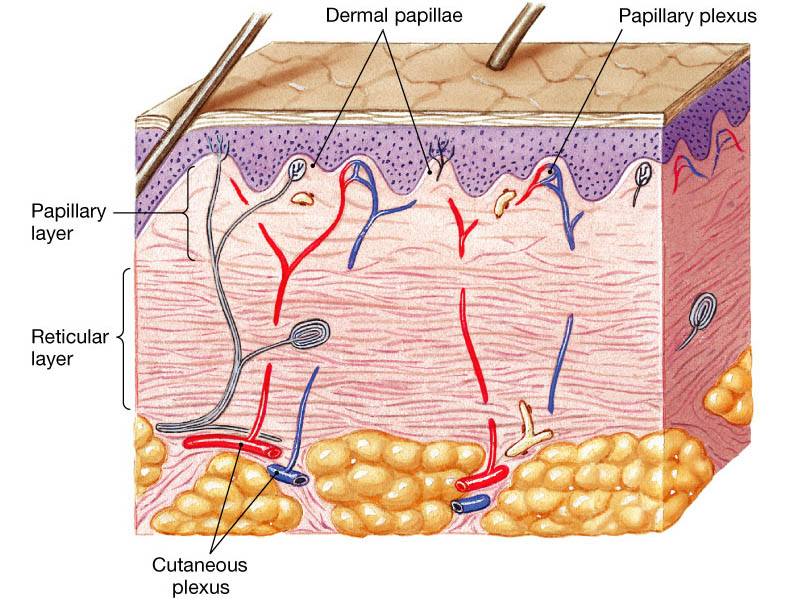 Dermal papillae
Papillary plexus
Papillary
layer
Reticular
layer
Cutaneous
plexus